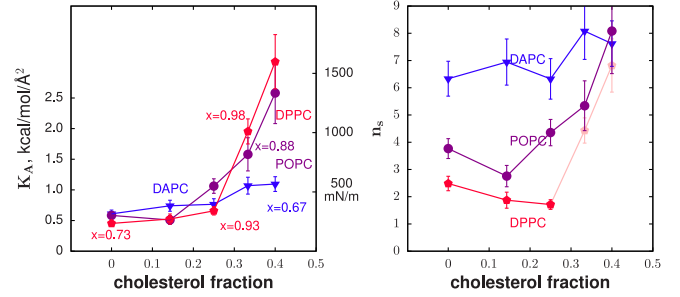 K_A, kcal/mol/Å²
2.5
2.0
1.5
1.0
0.5
0
0
0.1
0.2
0.3
0.4
0.5
cholesterol fraction
1500
1000
500
mN/m
x=0.98
DPPC
x=0.88
POPC
DAPC
x=0.67
x=0.73
x=0.93
n_s
9
8
7
6
5
4
3
2
1
0
0
0.1
0.2
0.3
0.4
0.5
cholesterol fraction
DAPC
POPC
DPPC